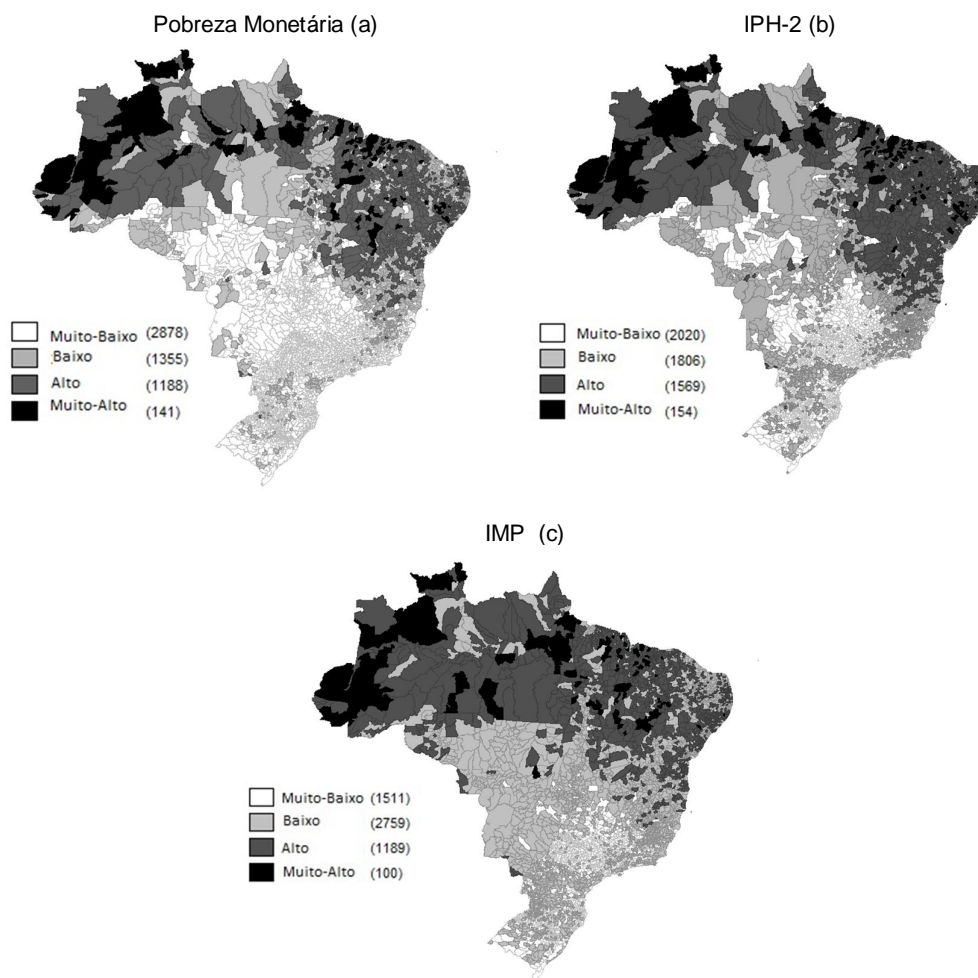 Pobreza Monetária (a)
Muito-Baixo (2878)
Baixo (1355)
Alto (1188)
Muito-Alto (141)
IPH-2 (b)
Muito-Baixo (2020)
Baixo (1806)
Alto (1569)
Muito-Alto (154)
IMP (c)
Muito-Baixo (1511)
Baixo (2759)
Alto (1189)
Muito-Alto (100)